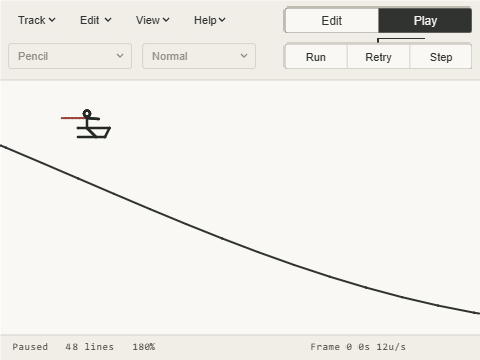 Track Edit View Help Edit Play
Pencil Normal Run Retry Step
Paused 48 lines 180% Frame 0 0s 12u/s